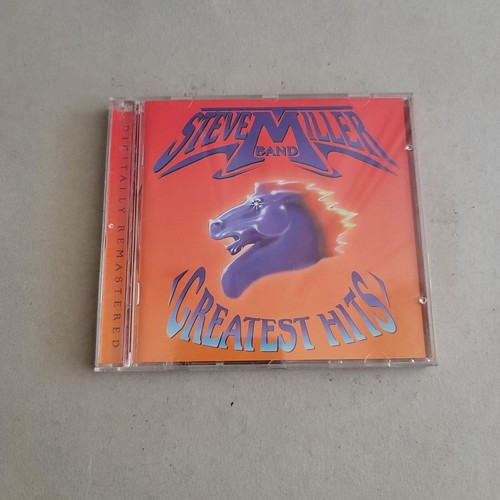 STEVE MILLER
BAND
GREATEST HITS
DIGITALLY REMASTERED